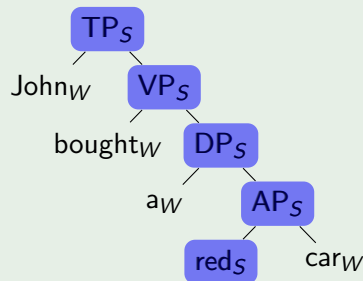 TP_S
John_W VP_S
bought_W DP_S
a_W AP_S
red_S car_W